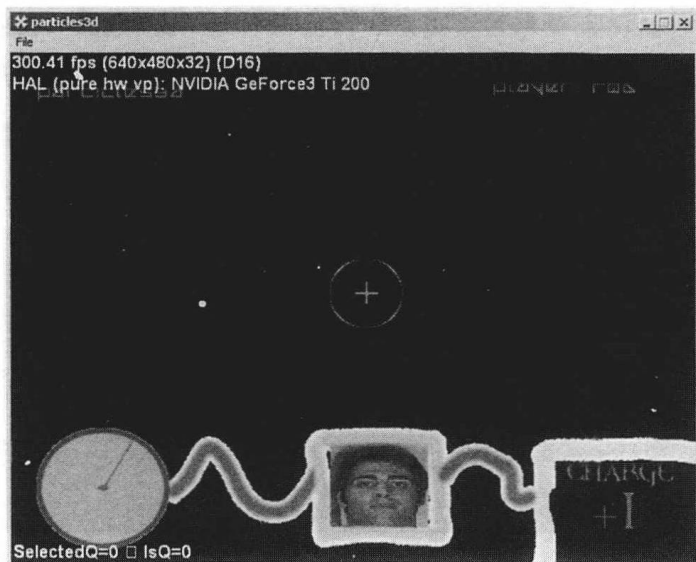 particles3d
File
300.41 fps (640x480x32) (D16)
HAL (pure hw vp): NVIDIA GeForce3 Ti 200
CHARGE
+1
SelectedQ=0 □ IsQ=0